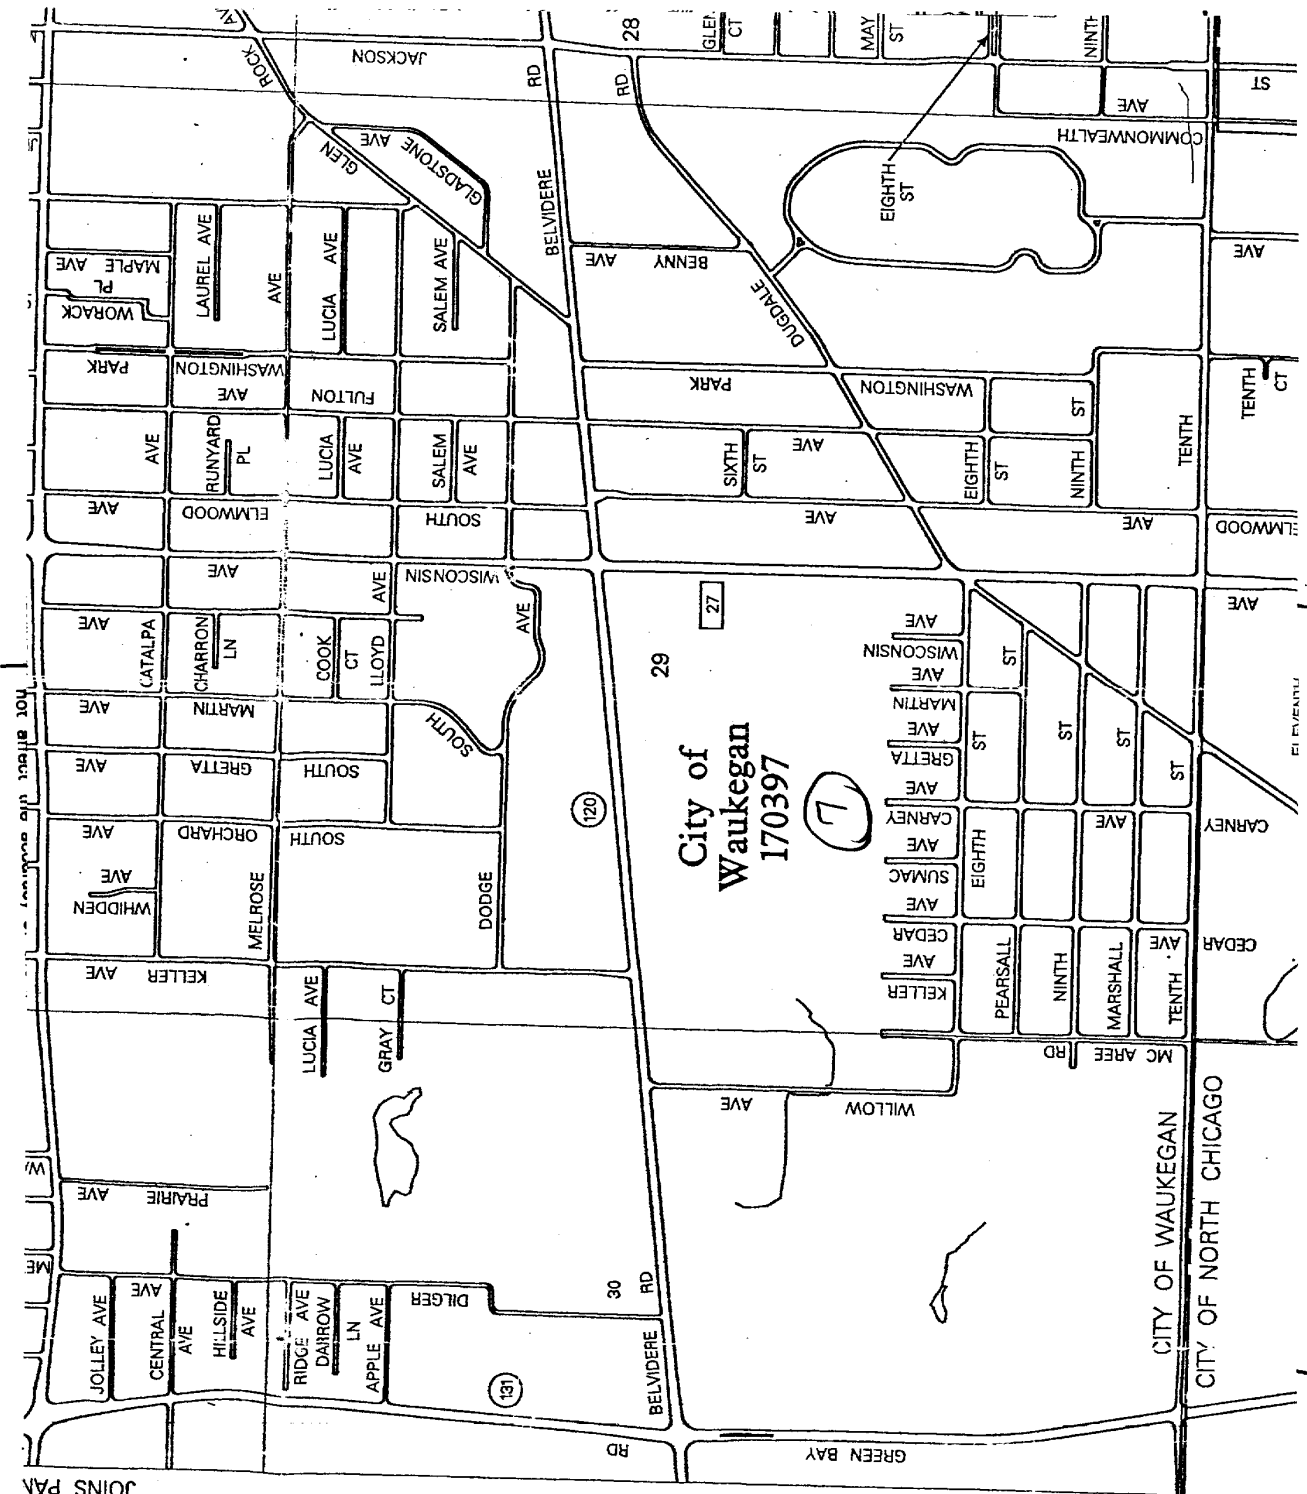 28
JACKSON
ROCK
RD
RD
GLEN
CT
MAY
ST
NINTH
ST
AVE
COMMONWEALTH
GLEN
GLADSTONE AVE
EIGHTH
ST
BELVIDERE
MAPLE AVE
PL
WORACK
LAUREL AVE
AVE
LUCIA AVE
SALEM AVE
BENNY AVE
DUGDALE
AVE
PARK
WASHINGTON
AVE
FULTON
PARK
WASHINGTON
ST
TENTH
CT
AVE
RUNYARD
PL
LUCIA
AVE
SALEM
AVE
SIXTH
ST
AVE
EIGHTH
ST
NINTH
TENTH
AVE
ELMWOOD
SOUTH
AVE
AVE
ELMWOOD
AVE
AVE
WISCONSIN
AVE
27
AVE
AVE
CATALPA
CHARRON
LN
COOK
CT
LLOYD
29
WISCONSIN
AVE
ST
AVE
MARTIN
SOUTH
MARTIN
AVE
ST
ST
ST
ST
AVE
GRETTA
SOUTH
GRETTA
AVE
City of
Waukegan
170397
7
120
AVE
ORCHARD
SOUTH
CARNEY
AVE
AVE
CARNEY
AVE
WHIDDEN
MELROSE
DODGE
SUMAC
AVE
EIGHTH
CEDAR
AVE
AVE
CEDAR
AVE
KELLER
KELLER
PEARSALL
NINTH
MARSHALL
TENTH
LUCIA AVE
GRAY CT
RD
MC AREE
AVE
WILLOW
CITY OF WAUKEGAN
CITY OF NORTH CHICAGO
AVE
PRAIRIE
JOLLEY AVE
AVE
CENTRAL
AVE
HILLSIDE
AVE
RIDGE AVE
DARROW
LN
APPLE AVE
DILGER
30
RD
BELVIDERE
131
RD
GREEN BAY
JOINS